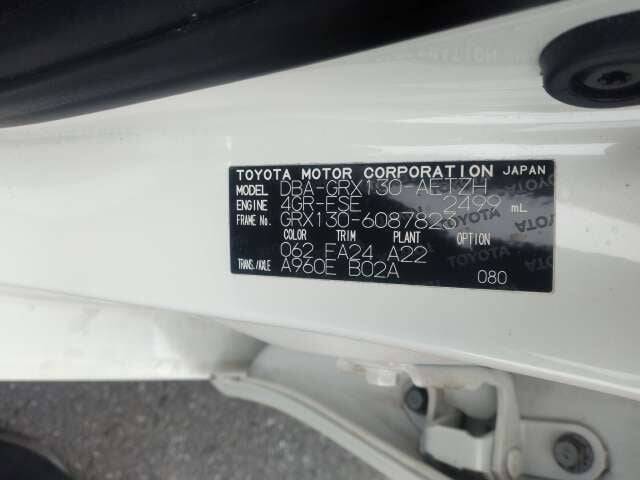 TOYOTA MOTOR CORPORATION JAPAN
MODEL DBA-GRX130-AETZH
ENGINE 4GR-FSE 2499 mL
FRAME No. GRX130-6087823
COLOR TRIM PLANT OPTION
062 FA24 A22
TRANS./AXLE A960E B02A 080